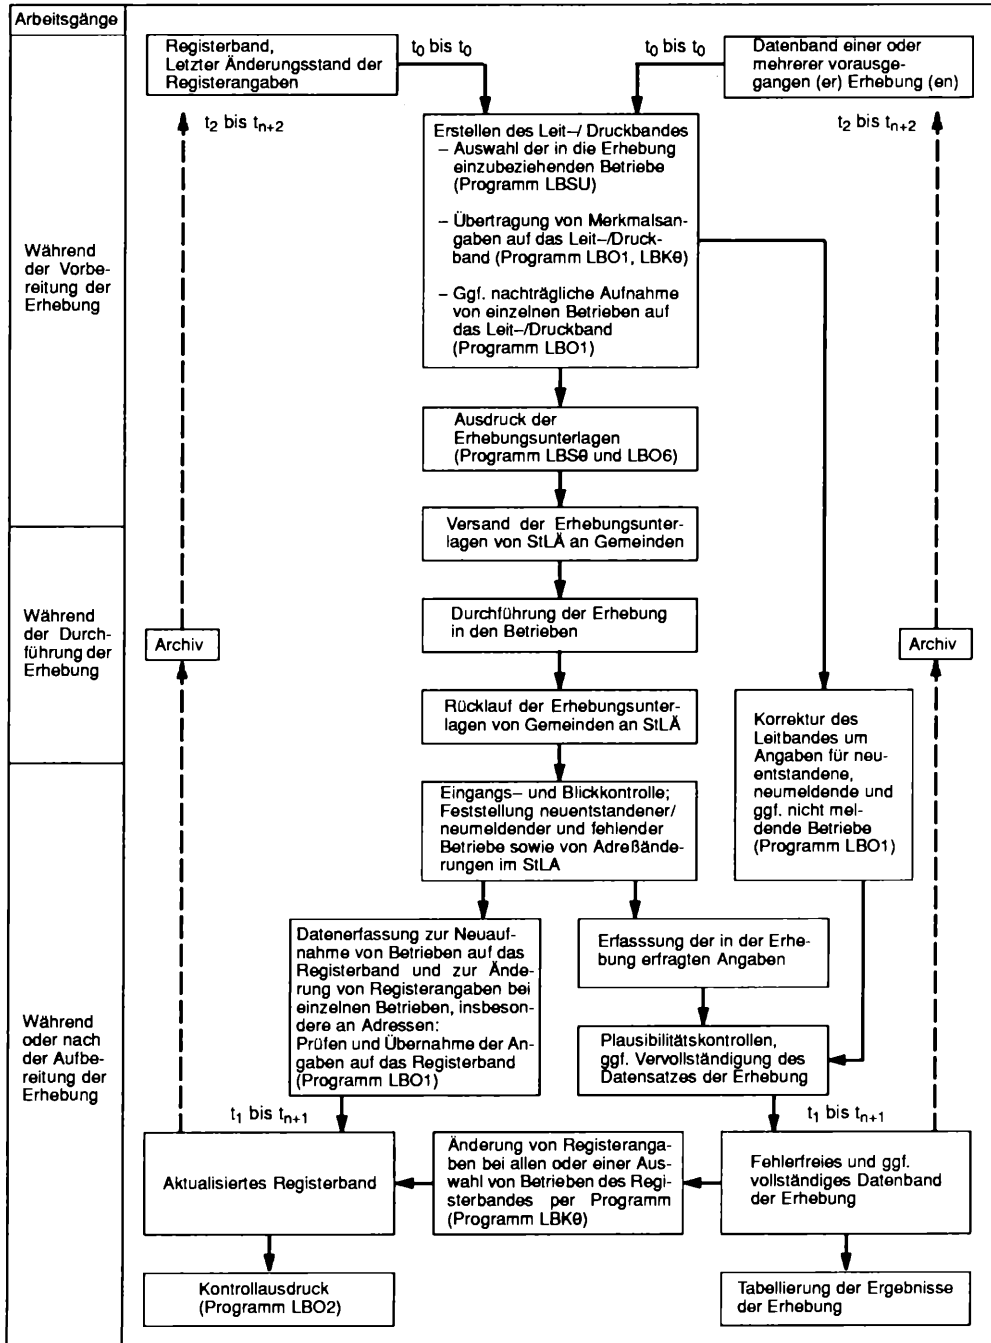 Arbeitsgänge
Während
der Vorbe-
reitung der
Erhebung
Während
der Durch-
führung der
Erhebung
Während
oder nach
der Aufbe-
reitung der
Erhebung
Registerband,
Letzter Änderungsstand der
Registerangaben
t0 bis t0
t0 bis t0
Datenband einer oder
mehrerer vorausge-
gangen (er) Erhebung (en)
t2 bis tn+2
t2 bis tn+2
Erstellen des Leit–/ Druckbandes
– Auswahl der in die Erhebung
einzubeziehenden Betriebe
(Programm LBSU)
– Übertragung von Merkmalsan-
gaben auf das Leit–/Druck-
band (Programm LBO1, LBKθ)
– Ggf. nachträgliche Aufnahme
von einzelnen Betrieben auf
das Leit–/Druckband
(Programm LBO1)
Ausdruck der
Erhebungsunterlagen
(Programm LBSθ und LBO6)
Versand der Erhebungsunter-
lagen von StLÄ an Gemeinden
Durchführung der Erhebung
in den Betrieben
Archiv
Archiv
Rücklauf der Erhebungsunter-
lagen von Gemeinden an StLÄ
Korrektur des
Leitbandes um
Angaben für neu-
entstandene,
neumeldende und
ggf. nicht mel-
dende Betriebe
(Programm LBO1)
Eingangs– und Blickkontrolle;
Feststellung neuentstandener/
neumeldender und fehlender
Betriebe sowie von Adreßände-
rungen im StLA
Datenerfassung zur Neuauf-
nahme von Betrieben auf das
Registerband und zur Ände-
rung von Registerangaben bei
einzelnen Betrieben, insbeson-
dere an Adressen:
Prüfen und Übernahme der An-
gaben auf das Registerband
(Programm LBO1)
Erfasssung der in der Erhe-
bung erfragten Angaben
Plausibilitätskontrollen,
ggf. Vervollständigung des
Datensatzes der Erhebung
t1 bis tn+1
t1 bis tn+1
Aktualisiertes Registerband
Änderung von Registeranga-
ben bei allen oder einer Aus-
wahl von Betrieben des Regi-
sterbandes per Programm
(Programm LBKθ)
Fehlerfreies und ggf.
vollständiges Datenband
der Erhebung
Kontrollausdruck
(Programm LBO2)
Tabellierung der Ergebnisse
der Erhebung